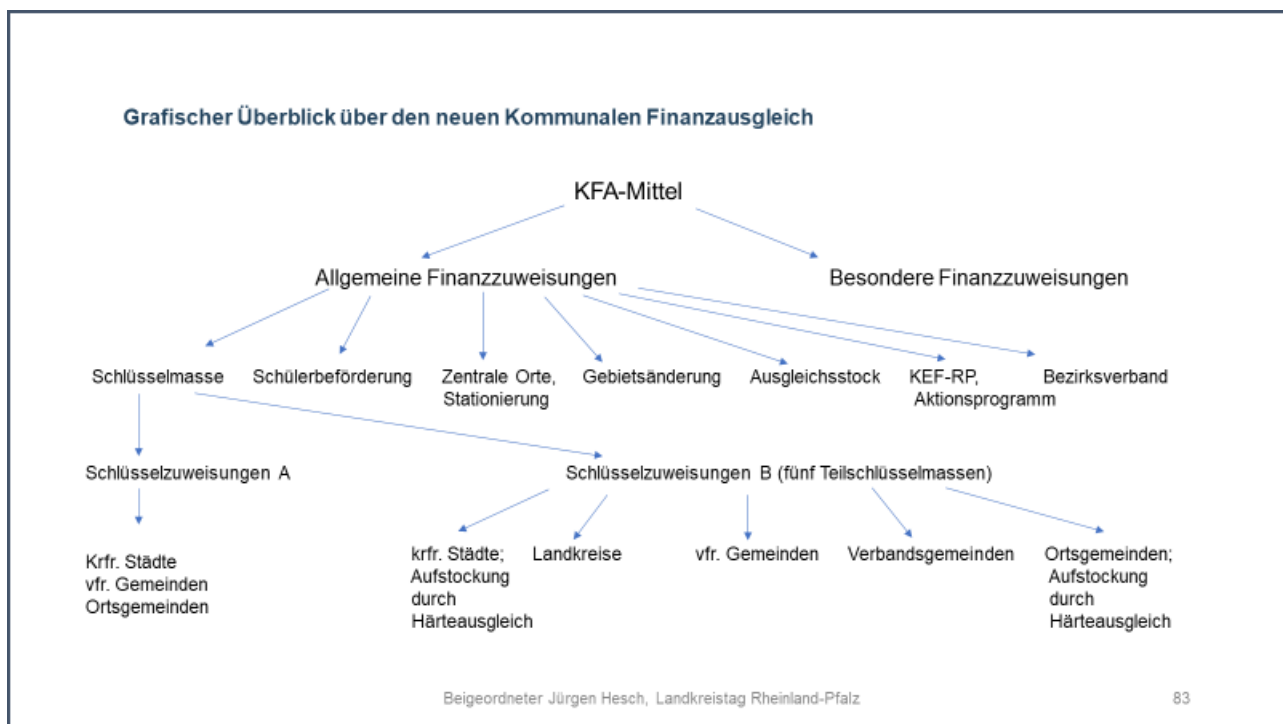 Grafischer Überblick über den neuen Kommunalen Finanzausgleich
KFA-Mittel
Allgemeine Finanzzuweisungen
Besondere Finanzzuweisungen
Schlüsselmasse
Schülerbeförderung
Zentrale Orte,
Stationierung
Gebietsänderung
Ausgleichsstock
KEF-RP,
Aktionsprogramm
Bezirksverband
Schlüsselzuweisungen A
Schlüsselzuweisungen B (fünf Teilschlüsselmassen)
Krfr. Städte
vfr. Gemeinden
Ortsgemeinden
krfr. Städte;
Aufstockung
durch
Härteausgleich
Landkreise
vfr. Gemeinden
Verbandsgemeinden
Ortsgemeinden;
Aufstockung
durch
Härteausgleich
Beigeordneter Jürgen Hesch, Landkreistag Rheinland-Pfalz
83